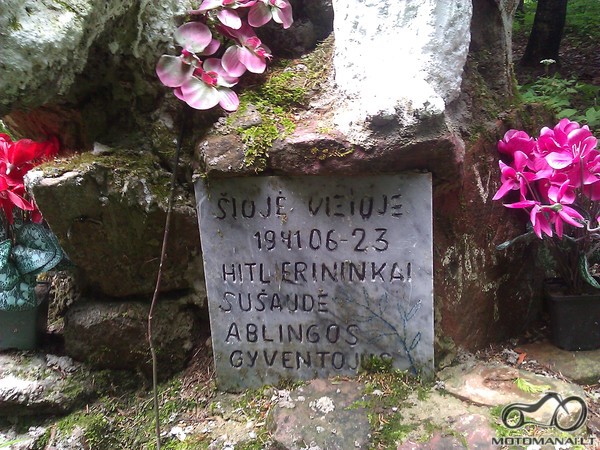 ŠIOJE VIETOJE
1941 06-23
HITLERININKAI
SUŠAUDĖ
ABLINGOS
GYVENTOJUS
MOTOMANAI.LT